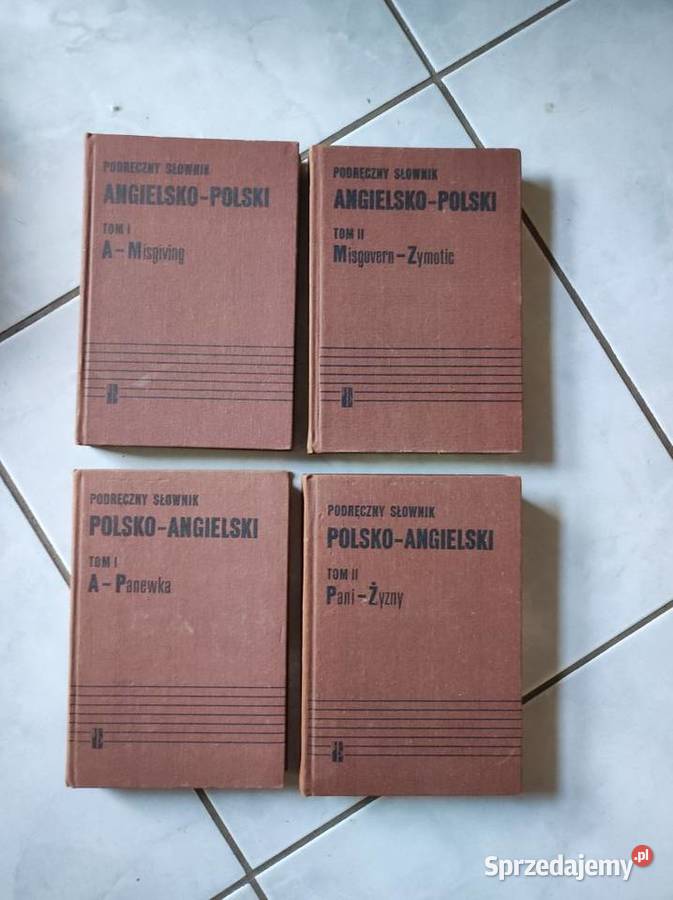 PODRĘCZNY SŁOWNIK
ANGIELSKO-POLSKI
TOM I
A-Misgiving
PODRĘCZNY SŁOWNIK
ANGIELSKO-POLSKI
TOM II
Misgovern-Zymotic
PODRĘCZNY SŁOWNIK
POLSKO-ANGIELSKI
TOM I
A-Panewka
PODRĘCZNY SŁOWNIK
POLSKO-ANGIELSKI
TOM II
Pani-Żyzny
Sprzedajemy.pl